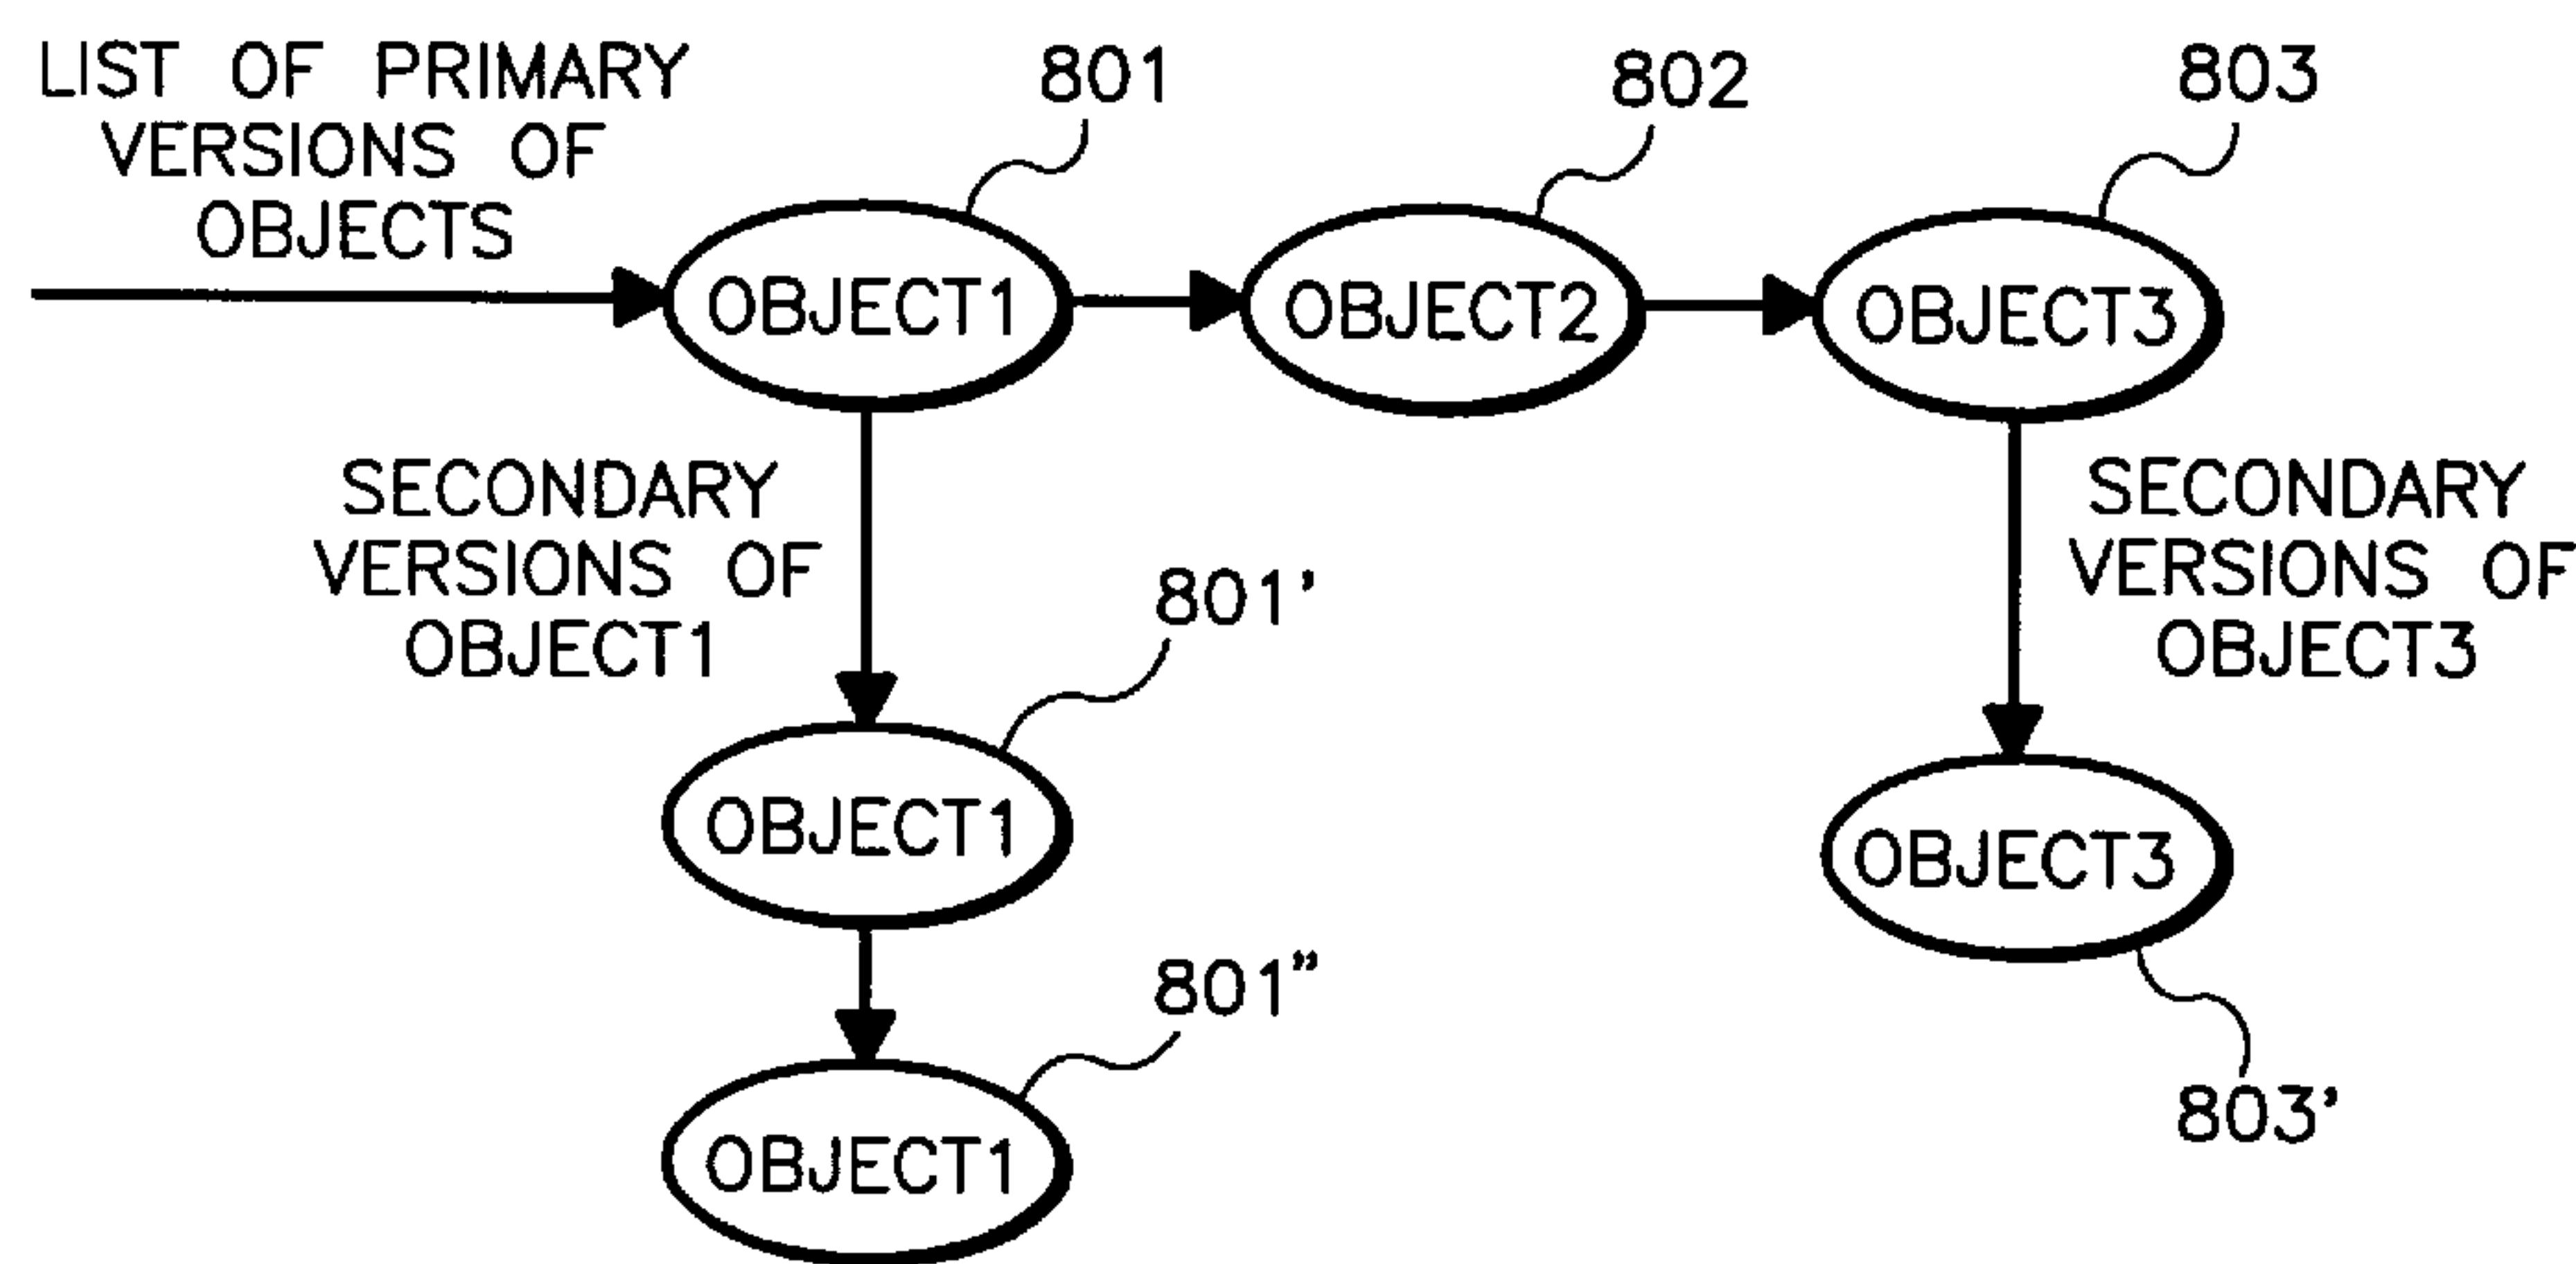 LIST OF PRIMARY
VERSIONS OF
OBJECTS
801
802
803
OBJECT1
OBJECT2
OBJECT3
SECONDARY
VERSIONS OF
OBJECT1
SECONDARY
VERSIONS OF
OBJECT3
801'
OBJECT1
OBJECT3
801"
803'
OBJECT1